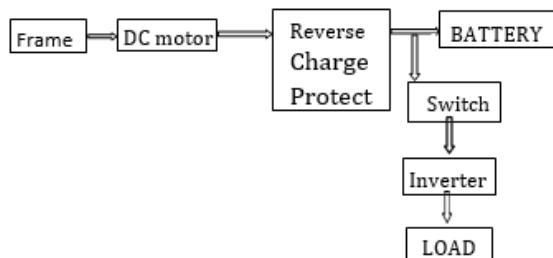 Frame
DC motor
Reverse
Charge
Protect
BATTERY
Switch
Inverter
LOAD